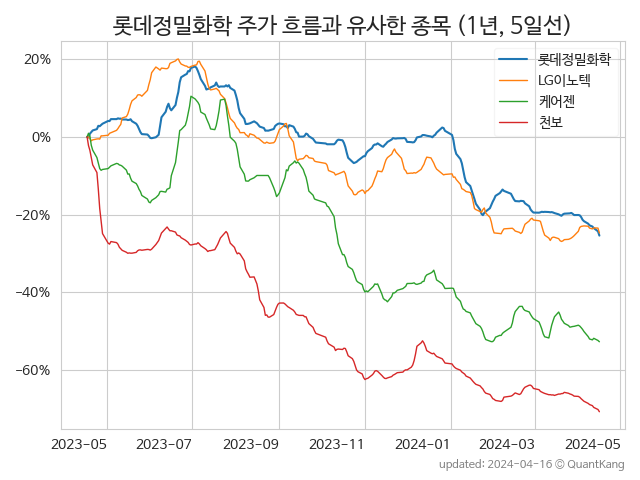 롯데정밀화학 주가 흐름과 유사한 종목 (1년, 5일선)
롯데정밀화학
LG이노텍
케어젠
천보
20%
0%
−20%
−40%
−60%
2023-05 2023-07 2023-09 2023-11 2024-01 2024-03 2024-05
updated: 2024-04-16 © QuantKang